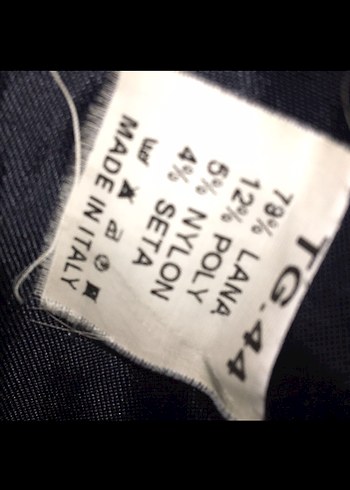 TG.44
79% LANA
12% POLY
5% NYLON
4% SETA
MADE IN ITALY